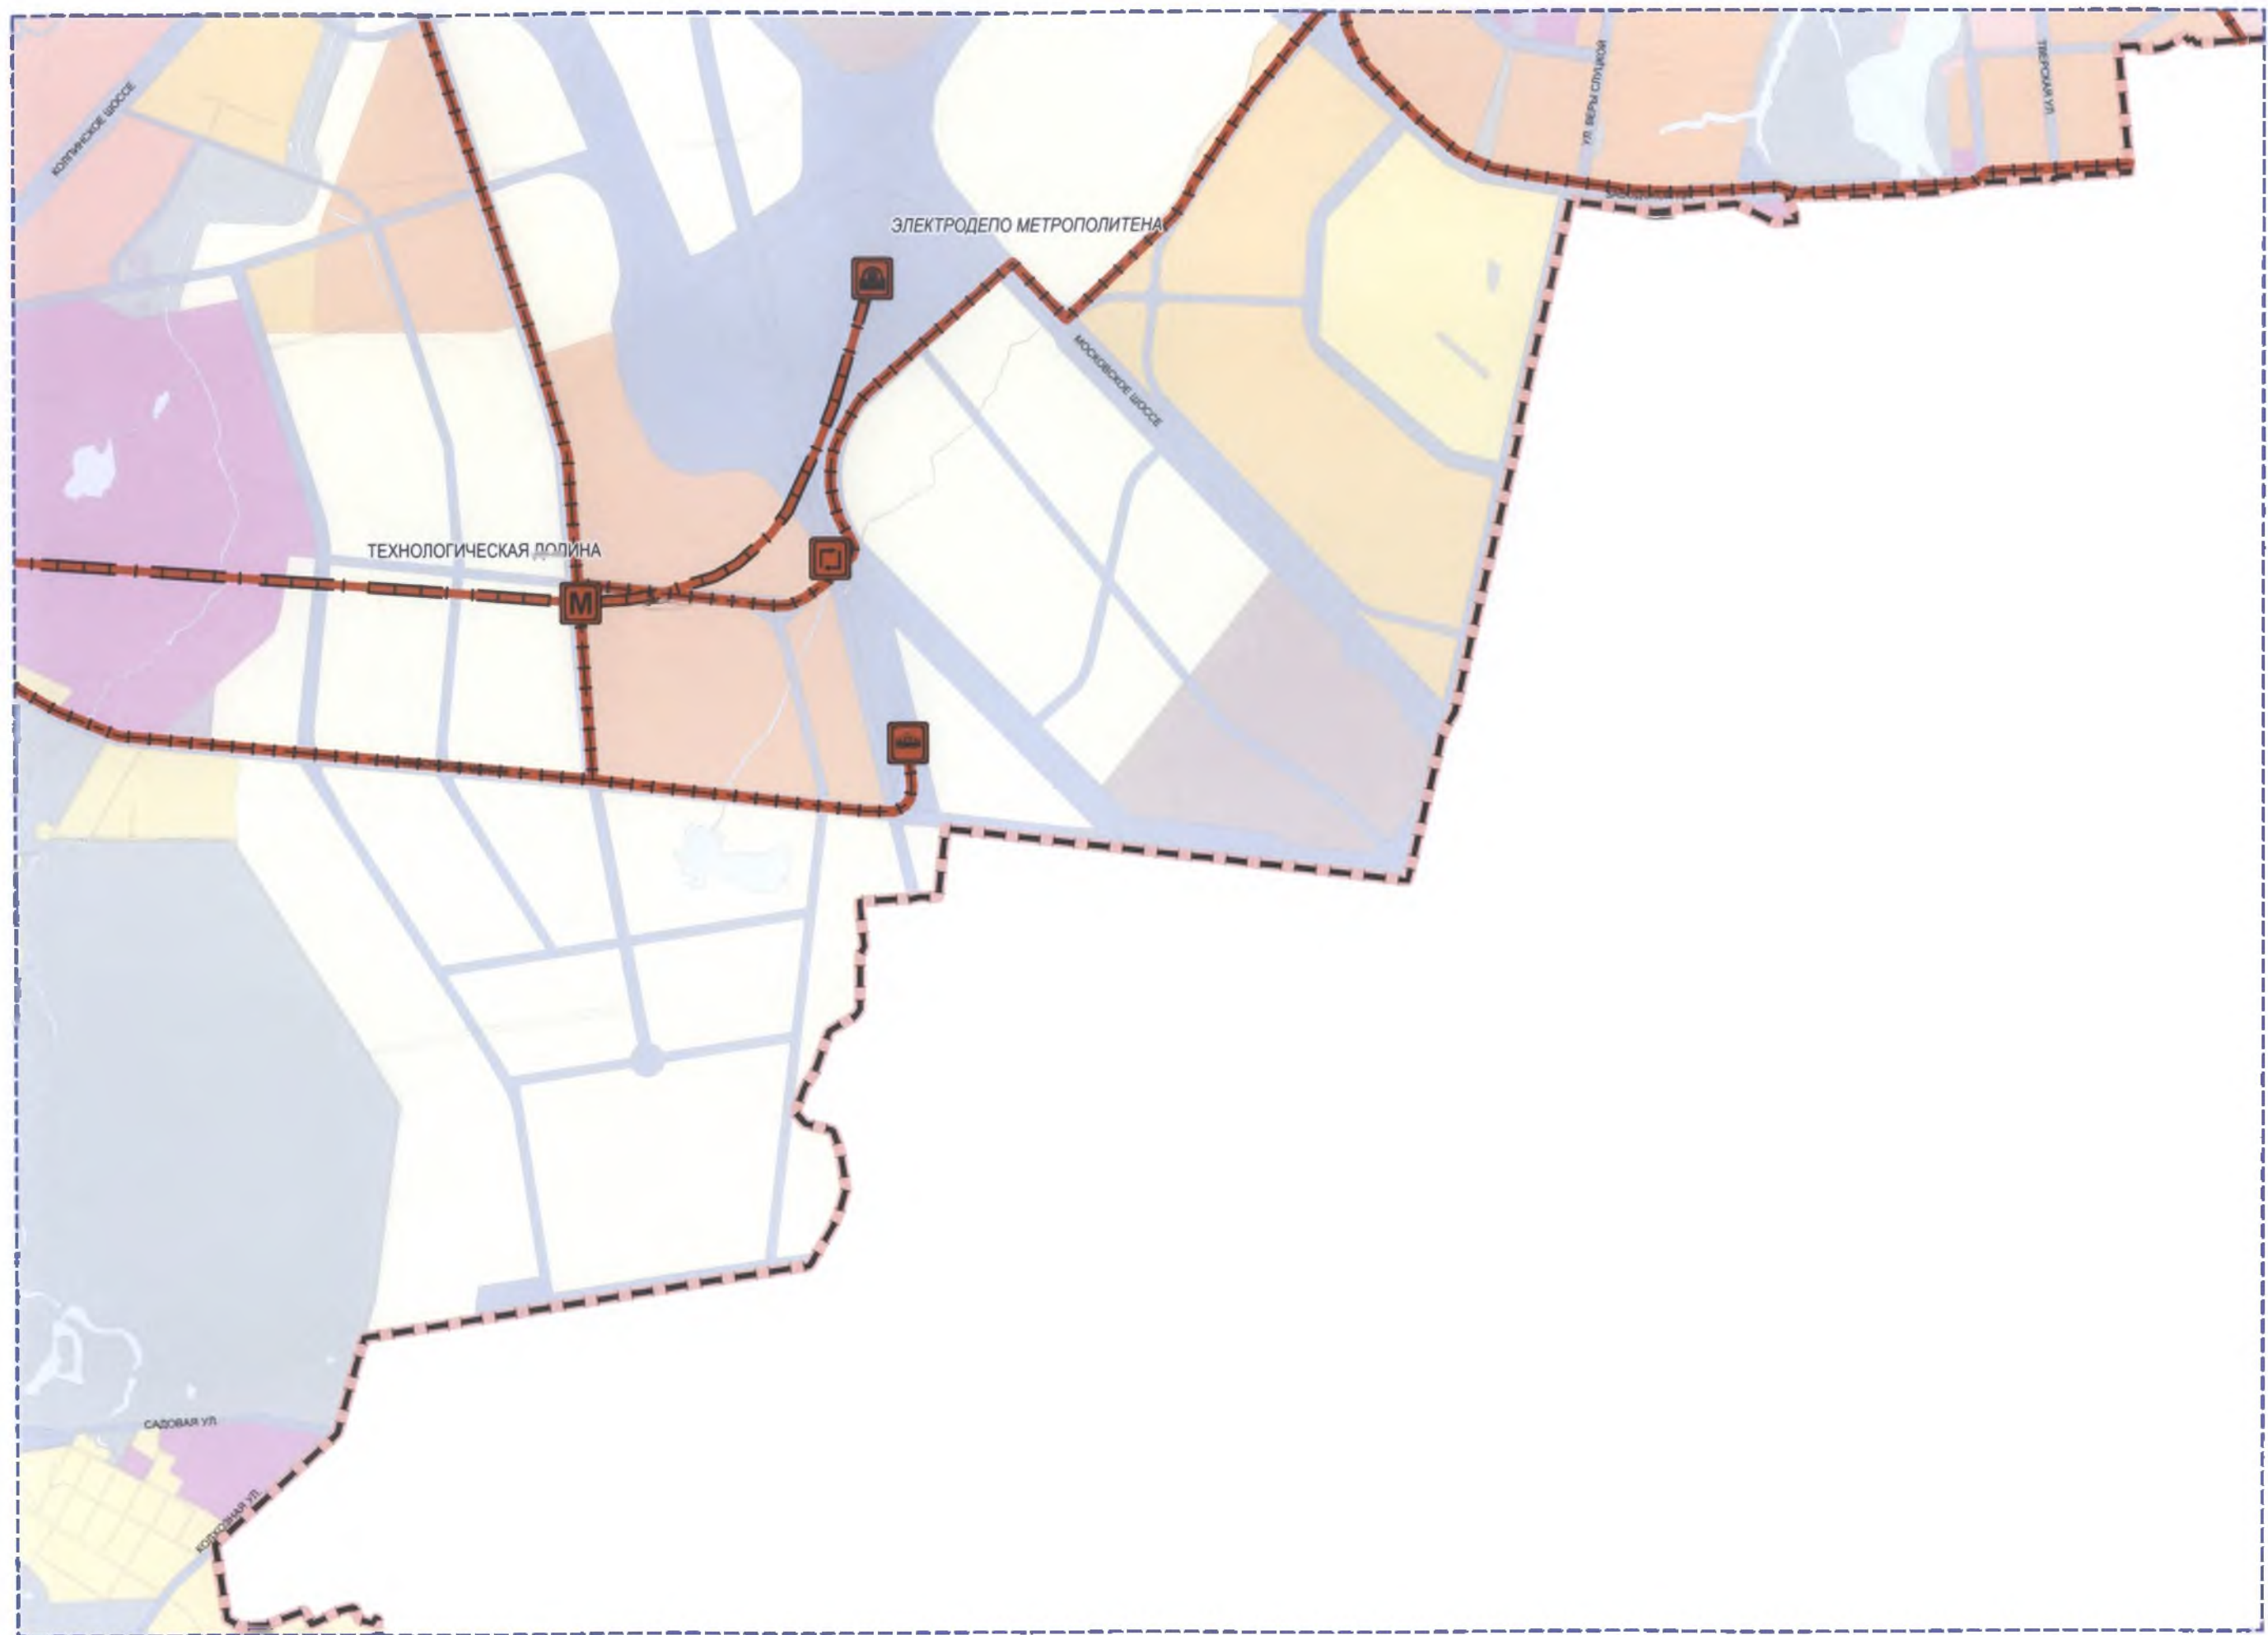 КОЛПИНСКОЕ ШОССЕ
УЛ. ВЕРЫ СЛУЦКОЙ
ТВЕРСКАЯ УЛ.
ЭЛЕКТРОДЕПО МЕТРОПОЛИТЕНА
МОСКОВСКОЕ ШОССЕ
ТЕХНОЛОГИЧЕСКАЯ ДОЛИНА
М
САДОВАЯ УЛ.
КОЛХОЗНАЯ УЛ.